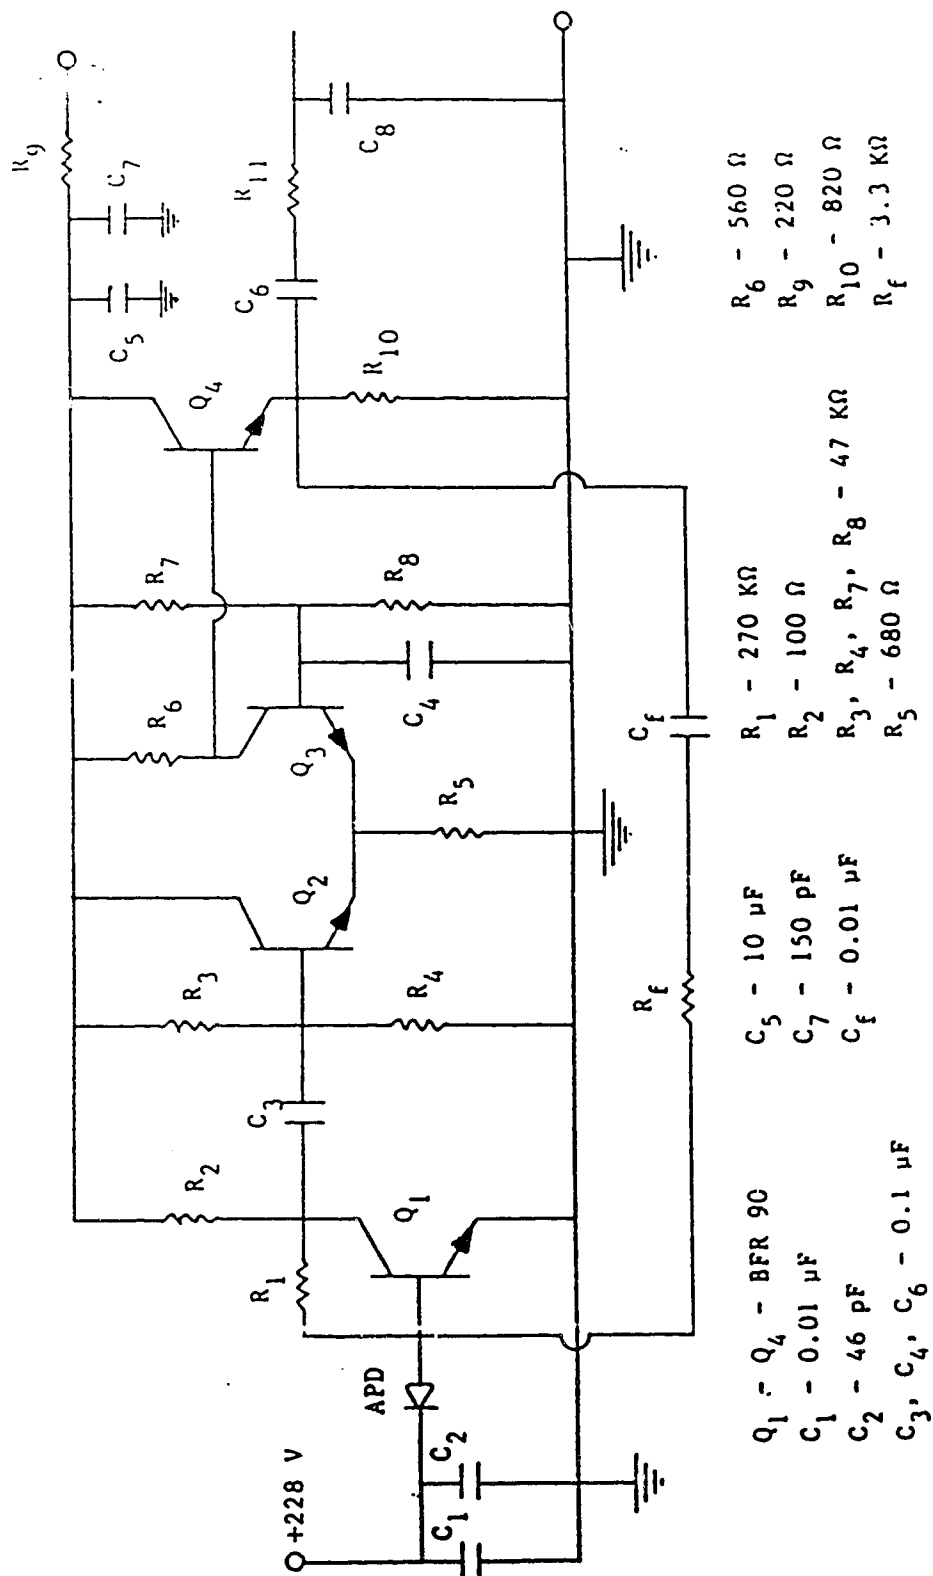 +228 V
C1
C2
APD
R1
Q1
R2
C3
R3
R4
Q2
Q3
R5
R6
C4
R7
R8
Q4
R10
C5
C7
R9
C6
R11
C8
Rf
Cf
Q1 - Q4 - BFR 90
C1 - 0.01 µF
C2 - 46 pF
C3, C4, C6 - 0.1 µF
C5 - 10 µF
C7 - 150 pF
Cf - 0.01 µF
R1 - 270 KΩ
R2 - 100 Ω
R3, R4, R7, R8 - 47 KΩ
R5 - 680 Ω
R6 - 560 Ω
R9 - 220 Ω
R10 - 820 Ω
Rf - 3.3 KΩ